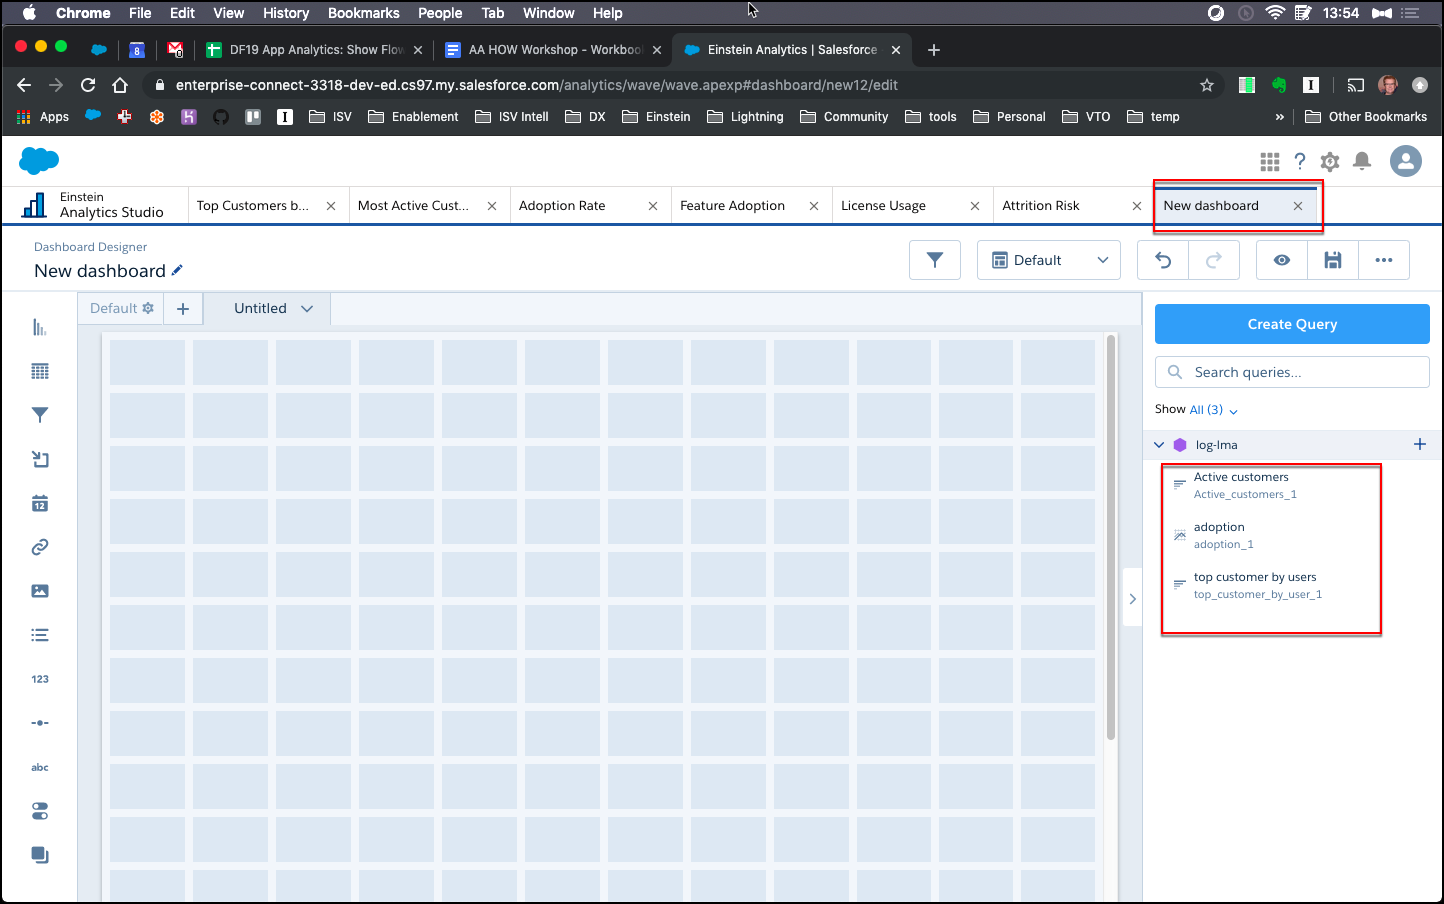 Chrome File Edit View History Bookmarks People Tab Window Help 13:54
8 0 DF19 App Analytics: Show Flow AA HOW Workshop - Workbook Einstein Analytics | Salesforce
enterprise-connect-3318-dev-ed.cs97.my.salesforce.com/analytics/wave/wave.apexp#dashboard/new12/edit
Apps ISV Enablement ISV Intell DX Einstein Lightning Community tools Personal VTO temp » Other Bookmarks
Einstein
Analytics Studio
Top Customers b... Most Active Cust... Adoption Rate Feature Adoption License Usage Attrition Risk New dashboard
Dashboard Designer
New dashboard
Default
Default + Untitled
Create Query
Search queries...
Show All (3)
log-lma
Active customers
Active_customers_1
adoption
adoption_1
top customer by users
top_customer_by_user_1
12
123
abc